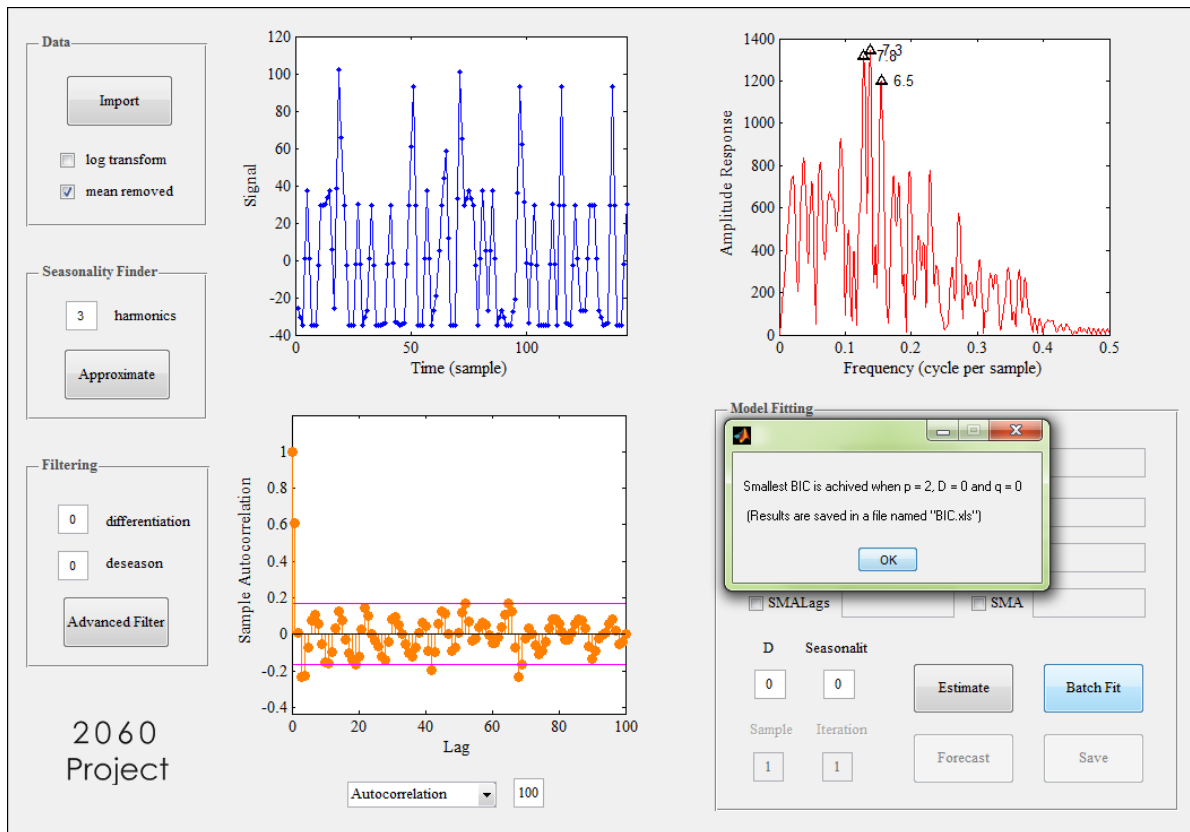 Data
Import
log transform
mean removed
Seasonality Finder
3 harmonics
Approximate
Filtering
0 differentiation
0 deseason
Advanced Filter
2060
Project
120
100
80
60
40
20
0
-20
-40
Signal
0 50 100
Time (sample)
1400
1200
1000
800
600
400
200
0
Amplitude Response
7.3
7.8
6.5
0 0.1 0.2 0.3 0.4 0.5
Frequency (cycle per sample)
1
0.8
0.6
0.4
0.2
0
-0.2
-0.4
Sample Autocorrelation
0 20 40 60 80 100
Lag
Autocorrelation 100
Model Fitting
Smallest BIC is achived when p = 2, D = 0 and q = 0
(Results are saved in a file named "BIC.xls")
OK
SMALags SMA
D Seasonalit
0 0
Estimate Batch Fit
Sample Iteration
1 1
Forecast Save